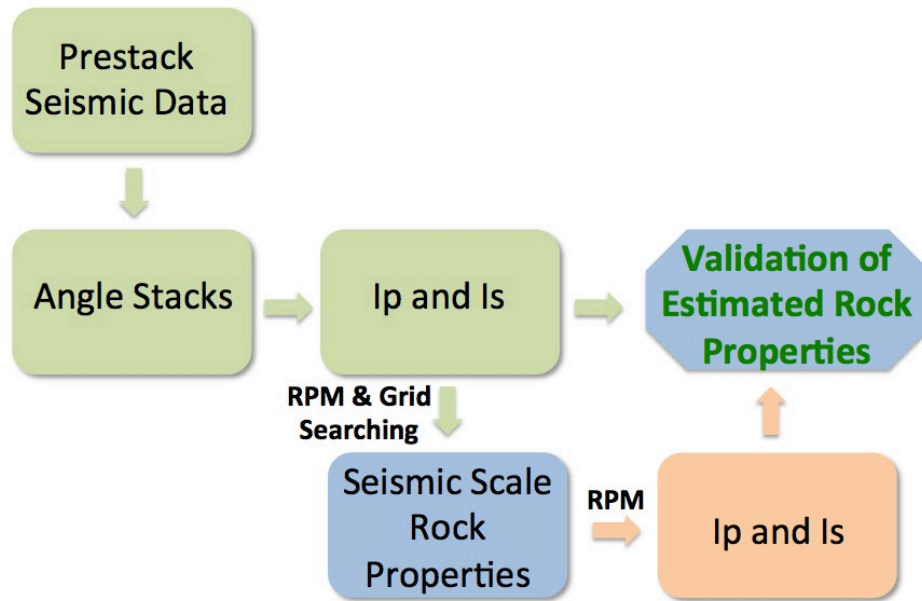 Prestack
Seismic Data
Angle Stacks
Ip and Is
Validation of
Estimated Rock
Properties
RPM & Grid
Searching
Seismic Scale
Rock
Properties
RPM
Ip and Is